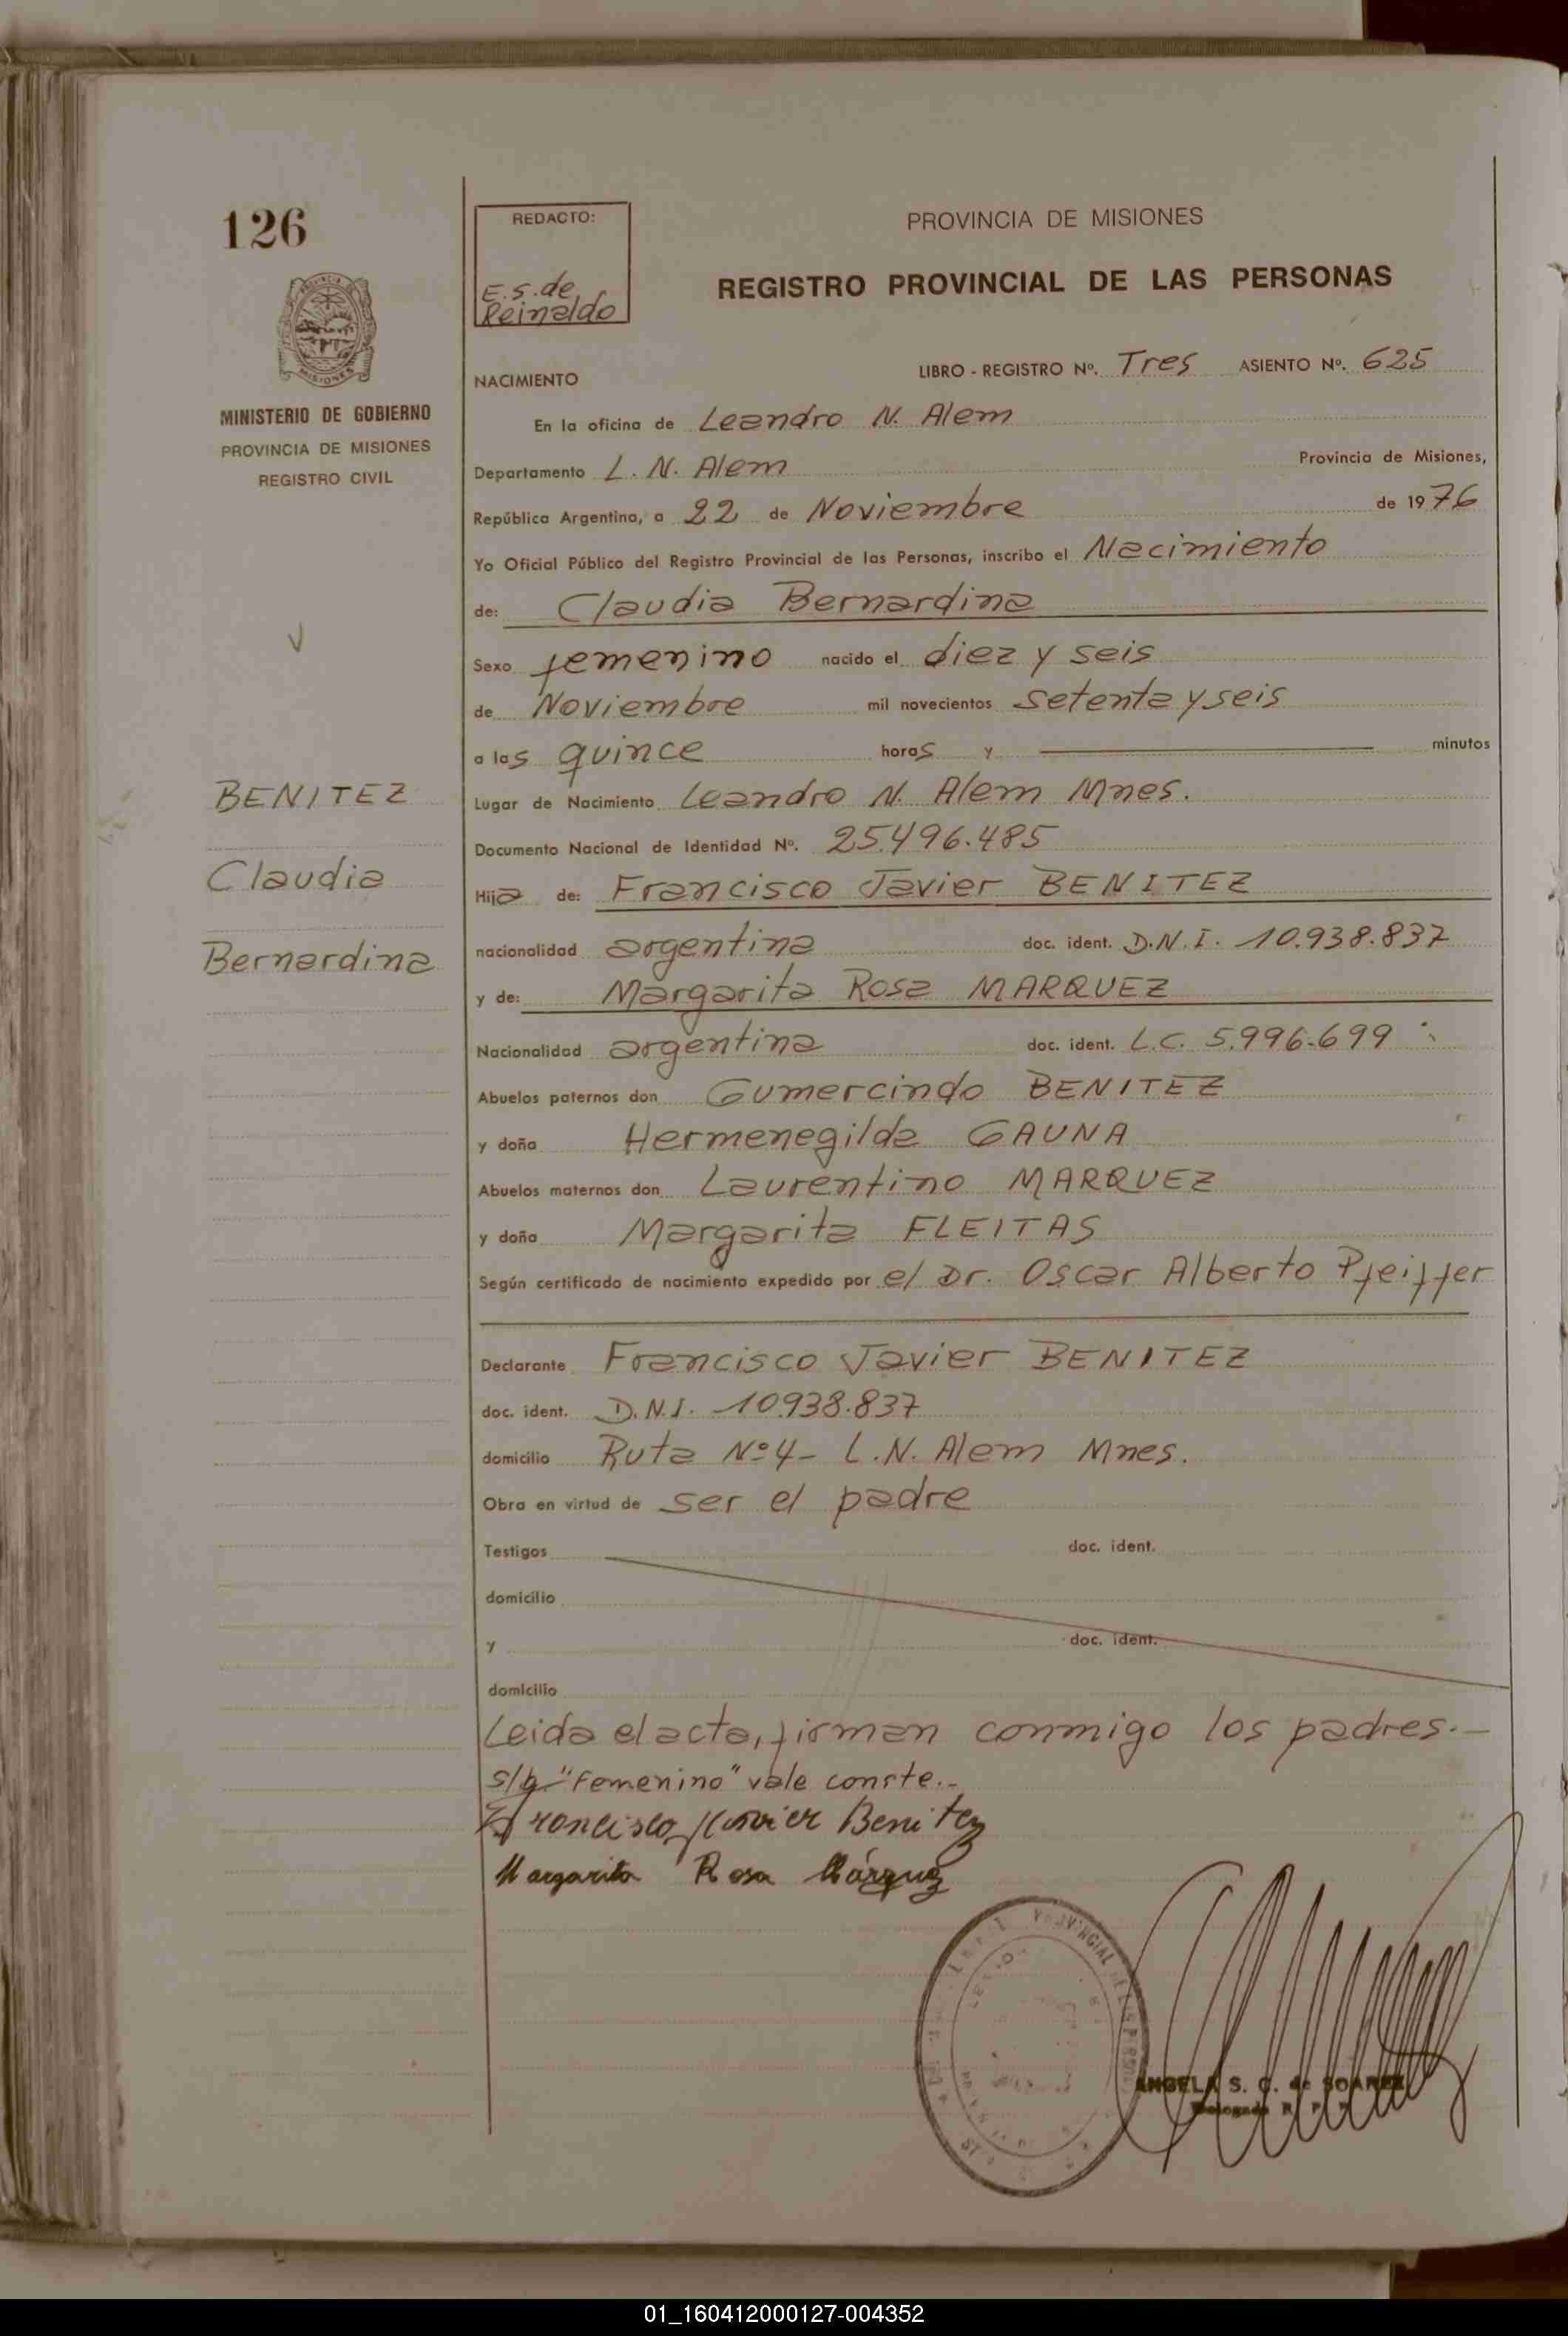 126
MINISTERIO DE GOBIERNO
PROVINCIA DE MISIONES
REGISTRO CIVIL
BENITEZ
Claudia
Bernardina
REDACTO:
E.S. de
Reinaldo
PROVINCIA DE MISIONES
REGISTRO PROVINCIAL DE LAS PERSONAS
LIBRO - REGISTRO Nº. Tres ASIENTO Nº. 625
NACIMIENTO
En la oficina de Leandro N. Alem
Departamento L. N. Alem Provincia de Misiones,
República Argentina, a 22 de Noviembre de 1976
Yo Oficial Público del Registro Provincial de las Personas, inscribo el Nacimiento
de: Claudia Bernardina
Sexo femenino nacido el diez y seis
de Noviembre mil novecientos setenta y seis
a las quince horas y minutos
Lugar de Nacimiento Leandro N. Alem Mnes.
Documento Nacional de Identidad Nº. 25.496.485
Hija de: Francisco Javier BENITEZ
nacionalidad argentina doc. ident. D.N.I. 10.938.837
y de: Margarita Rosa MARQUEZ
Nacionalidad argentina doc. ident. L.C. 5.996.699
Abuelos paternos don Gumercindo BENITEZ
y doña Hermenegilda GAUNA
Abuelos maternos don Laurentino MARQUEZ
y doña Margarita FLEITAS
Según certificado de nacimiento expedido por el Dr. Oscar Alberto Pfeiffer
Declarante Francisco Javier BENITEZ
doc. ident. D.N.I. 10.938.837
domicilio Ruta Nº 4- L.N. Alem Mnes.
Obra en virtud de ser el padre
Testigos doc. ident.
domicilio
y doc. ident.
domicilio
Leida el acta, firman conmigo los padres.-
"Femenino" vale conste.-
Francisco Javier Benitez
Margarita Rosa Márquez
PROVINCIAL
ANGELA S. C. de SOAREZ
01_160412000127-004352